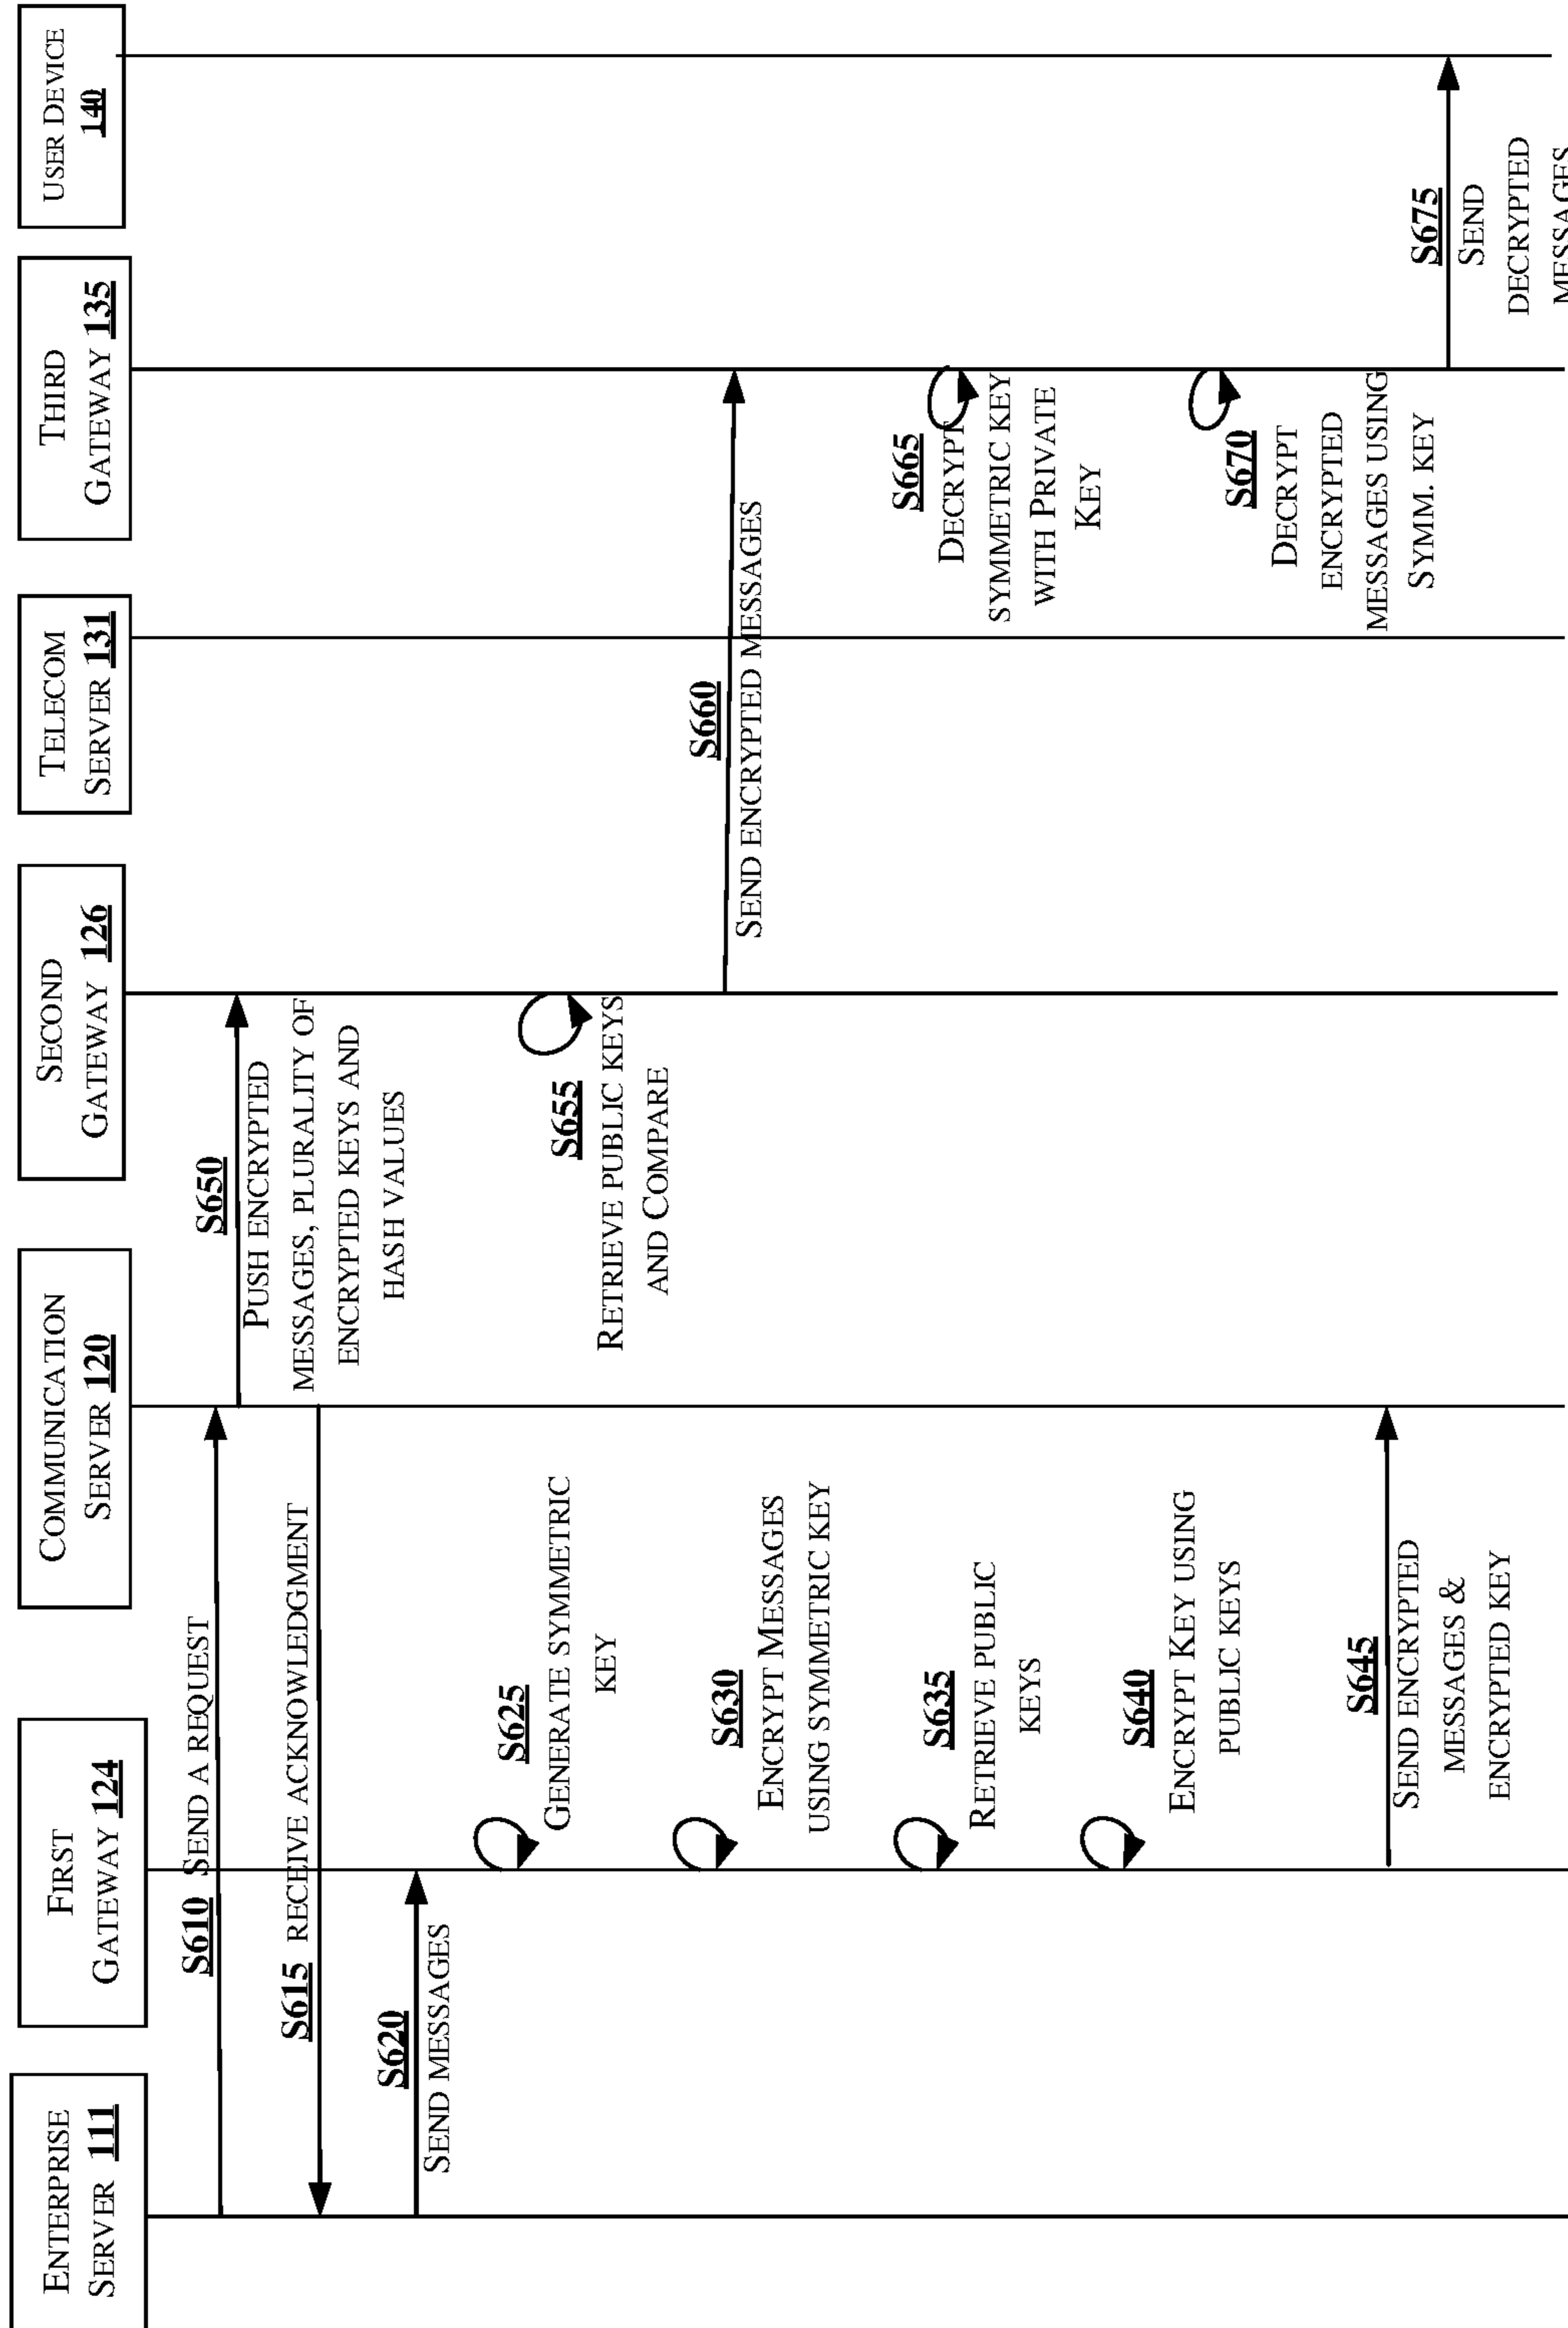 ENTERPRISE
SERVER 111
FIRST
GATEWAY 124
COMMUNICATION
SERVER 120
SECOND
GATEWAY 126
TELECOM
SERVER 131
THIRD
GATEWAY 135
USER DEVICE
140
S610 SEND A REQUEST
S615 RECEIVE ACKNOWLEDGMENT
S620
SEND MESSAGES
S625
GENERATE SYMMETRIC
KEY
S630
ENCRYPT MESSAGES
USING SYMMETRIC KEY
S635
RETRIEVE PUBLIC
KEYS
S640
ENCRYPT KEY USING
PUBLIC KEYS
S645
SEND ENCRYPTED
MESSAGES &
ENCRYPTED KEY
S650
PUSH ENCRYPTED
MESSAGES, PLURALITY OF
ENCRYPTED KEYS AND
HASH VALUES
S655
RETRIEVE PUBLIC KEYS
AND COMPARE
S660
SEND ENCRYPTED MESSAGES
S665
DECRYPT
SYMMETRIC KEY
WITH PRIVATE
KEY
S670
DECRYPT
ENCRYPTED
MESSAGES USING
SYMM. KEY
S675
SEND
DECRYPTED
MESSAGES